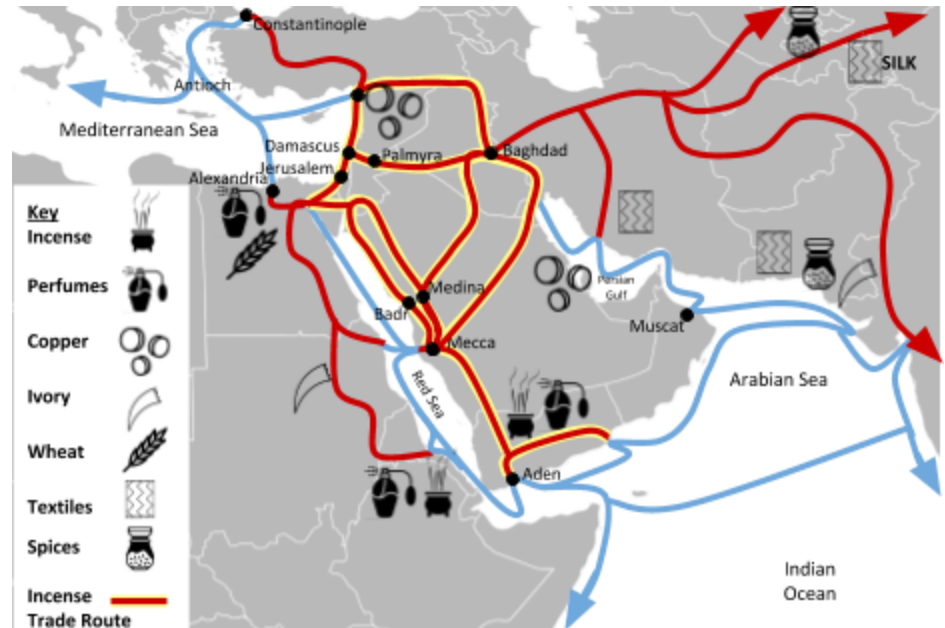 Constantinople
Antioch
Mediterranean Sea
Damascus
Palmyra
Baghdad
Jerusalem
Alexandria
SILK
Key
Incense
Perfumes
Copper
Ivory
Wheat
Textiles
Spices
Incense
Trade Route
Medina
Badr
Mecca
Red Sea
Aden
Persian
Gulf
Muscat
Arabian Sea
Indian
Ocean